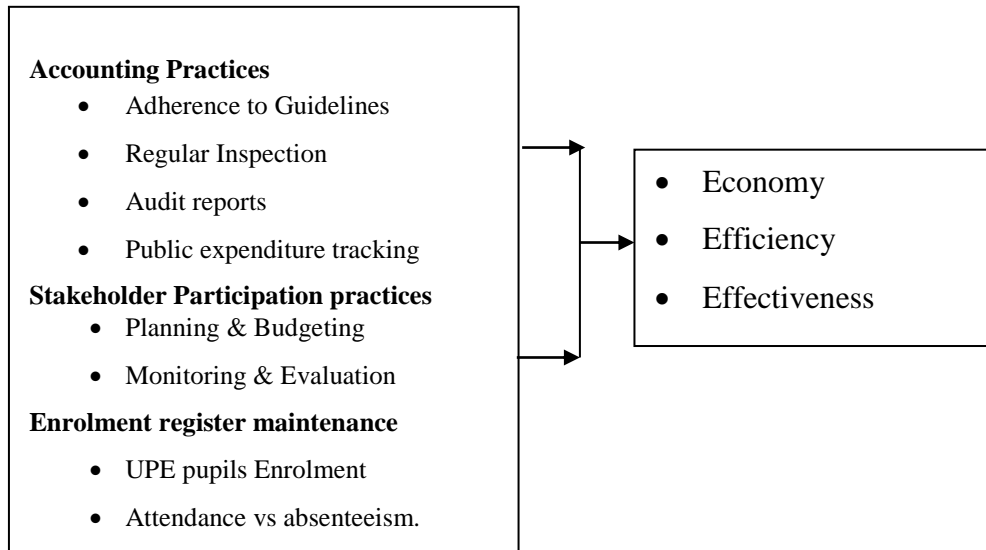 Accounting Practices
• Adherence to Guidelines
• Regular Inspection
• Audit reports
• Public expenditure tracking
Stakeholder Participation practices
• Planning & Budgeting
• Monitoring & Evaluation
Enrolment register maintenance
• UPE pupils Enrolment
• Attendance vs absenteeism.
• Economy
• Efficiency
• Effectiveness